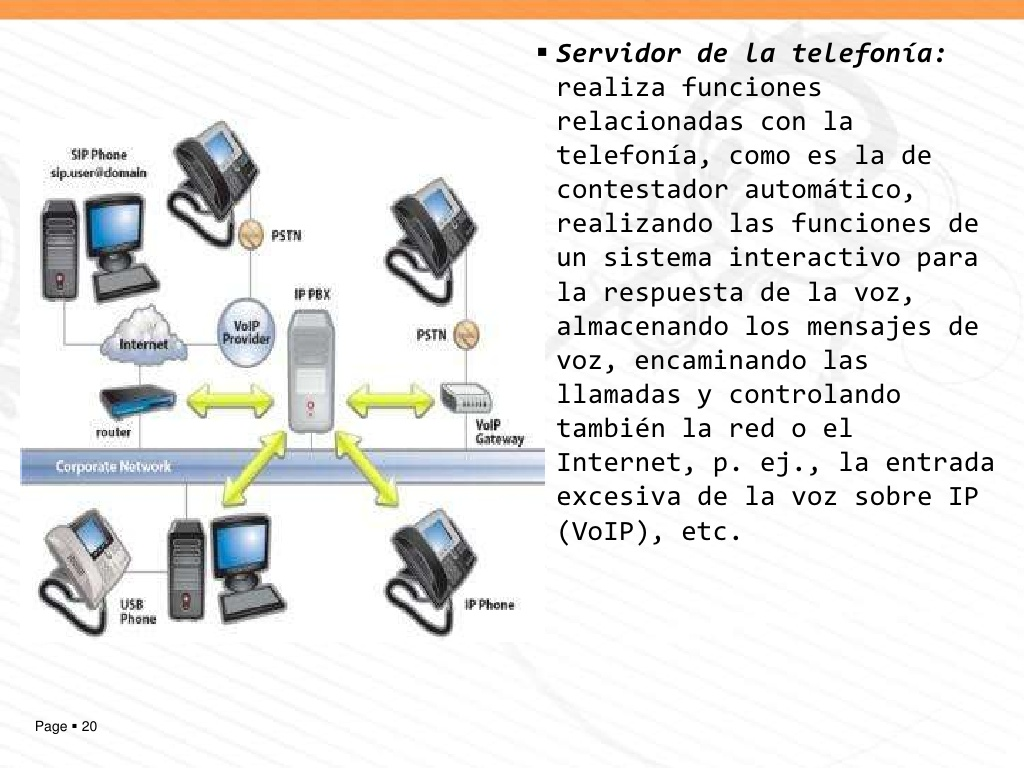 ▪ Servidor de la telefonía:
realiza funciones
relacionadas con la
telefonía, como es la de
contestador automático,
realizando las funciones de
un sistema interactivo para
la respuesta de la voz,
almacenando los mensajes de
voz, encaminando las
llamadas y controlando
también la red o el
Internet, p. ej., la entrada
excesiva de la voz sobre IP
(VoIP), etc.
SIP Phone
sip.user@domain
PSTN
IP PBX
VoIP
Provider
Internet
PSTN
router
VoIP
Gateway
Corporate Network
USB
Phone
IP Phone
Page ▪ 20